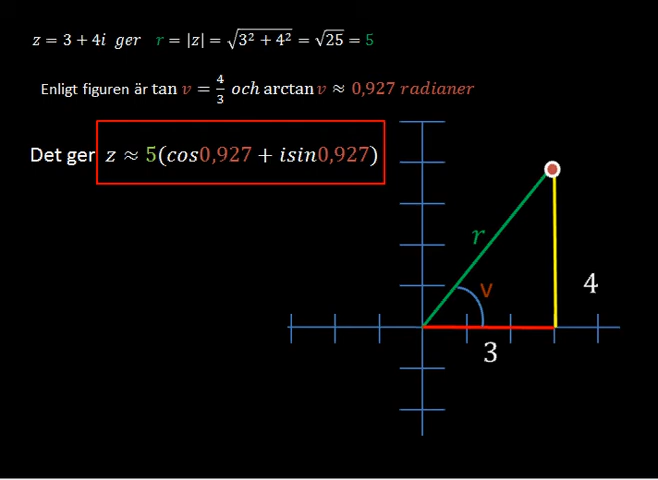 z = 3 + 4i ger r = |z| = √(3² + 4²) = √25 = 5
Enligt figuren är tan v = 4/3 och arctan v ≈ 0,927 radianer
Det ger z ≈ 5(cos0,927 + isin0,927)
r
v
4
3